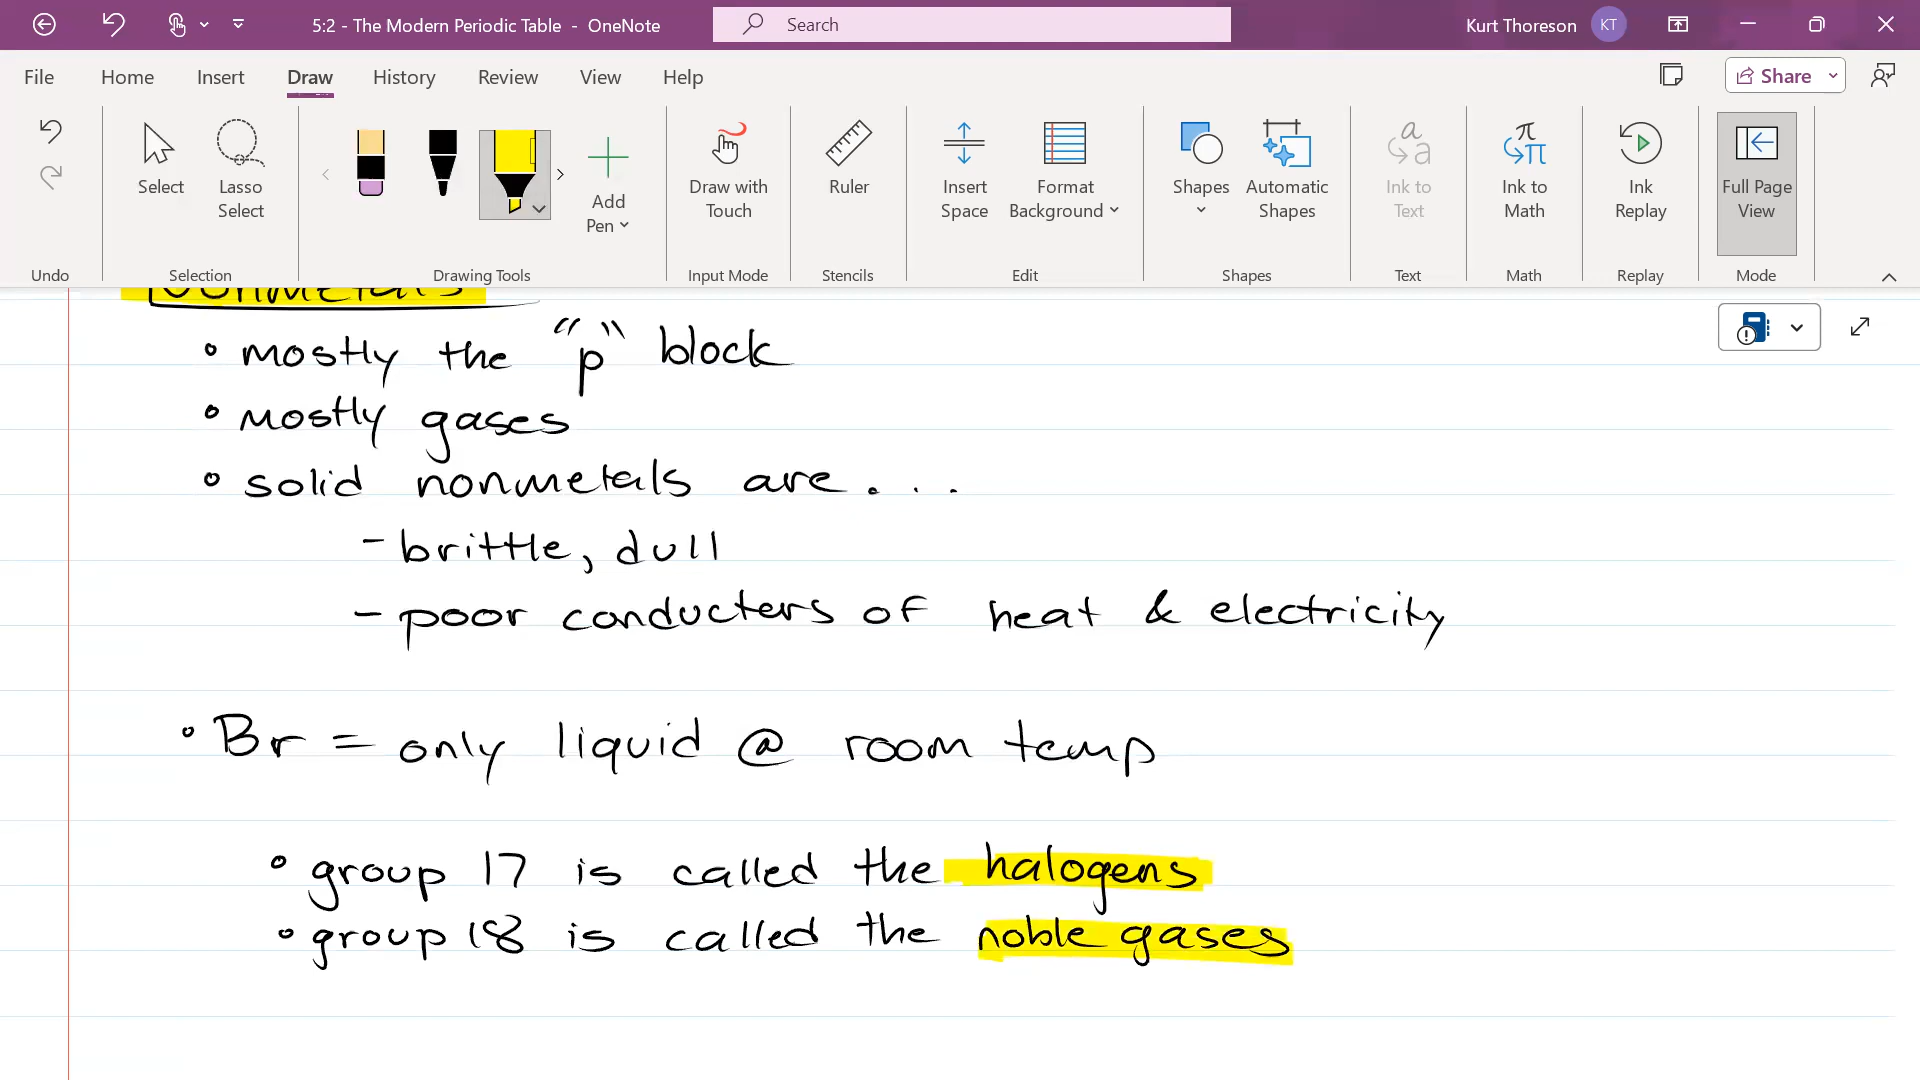 5:2 - The Modern Periodic Table - OneNote
Search
Kurt Thoreson KT
File Home Insert Draw History Review View Help
Share
Select
Lasso Select
Add Pen
Draw with Touch
Ruler
Insert Space
Format Background
Shapes
Automatic Shapes
Ink to Text
Ink to Math
Ink Replay
Full Page View
Undo Selection Drawing Tools Input Mode Stencils Edit Shapes Text Math Replay Mode
nonmetals
• mostly the "p" block
• mostly gases
• solid nonmetals are....
- brittle, dull
- poor conducters of heat & electricity
• Br = only liquid @ room temp
• group 17 is called the halogens
• group 18 is called the noble gases